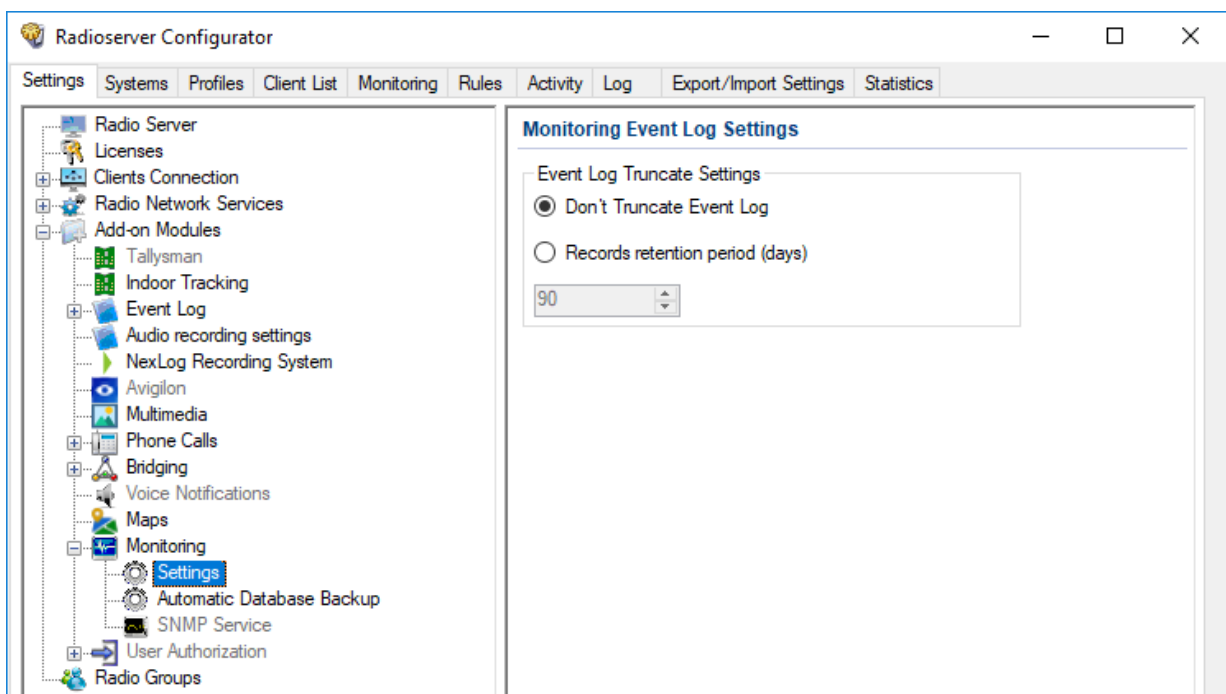 Radioserver Configurator
Settings Systems Profiles Client List Monitoring Rules Activity Log Export/Import Settings Statistics
Radio Server
Licenses
Clients Connection
Radio Network Services
Add-on Modules
Tallysman
Indoor Tracking
Event Log
Audio recording settings
NexLog Recording System
Avigilon
Multimedia
Phone Calls
Bridging
Voice Notifications
Maps
Monitoring
Settings
Automatic Database Backup
SNMP Service
User Authorization
Radio Groups
Monitoring Event Log Settings
Event Log Truncate Settings
Don't Truncate Event Log
Records retention period (days)
90